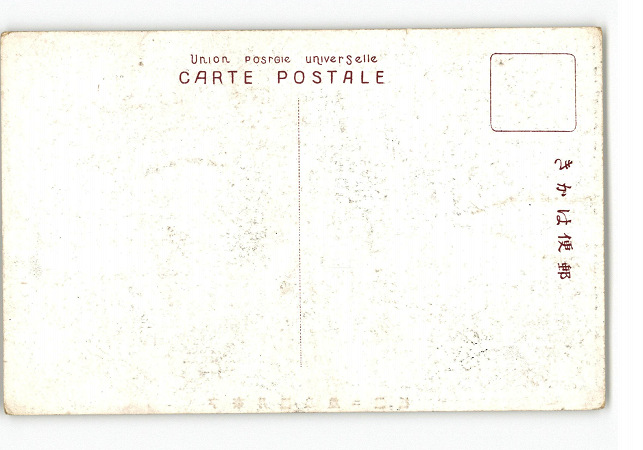 Union Postale Universelle
CARTE POSTALE
きかは便郵